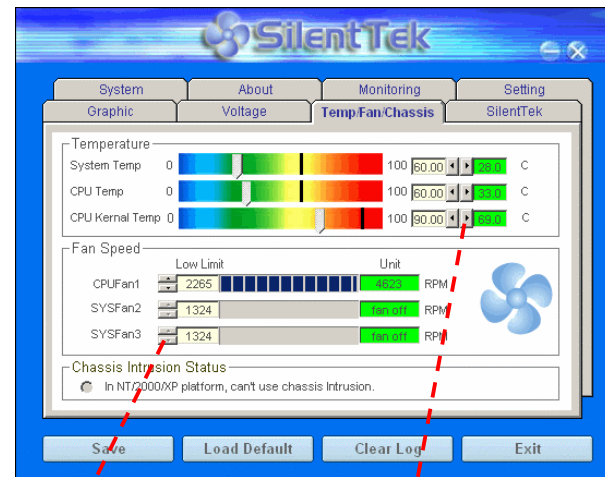 SilentTek
System About Monitoring Setting
Graphic Voltage Temp/Fan/Chassis SilentTek
Temperature
System Temp 0 100 60.00 28.0 C
CPU Temp 0 100 60.00 33.0 C
CPU Kernal Temp 0 100 90.00 69.0 C
Fan Speed
Low Limit Unit
CPUFan1 2265 4623 RPM
SYSFan2 1324 fan off RPM
SYSFan3 1324 fan off RPM
Chassis Intrusion Status
In NT/2000/XP platform, can't use chassis Intrusion.
Save Load Default Clear Log Exit